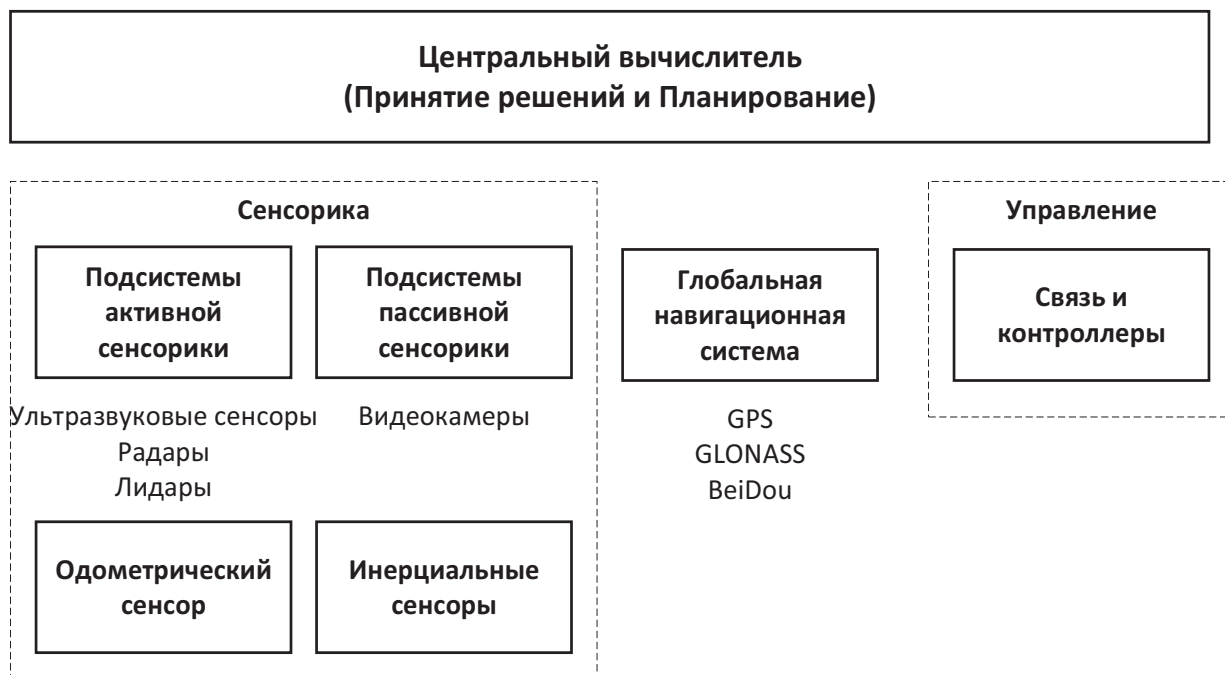 Центральный вычислитель
(Принятие решений и Планирование)
Сенсорика
Управление
Подсистемы
активной
сенсорики
Подсистемы
пассивной
сенсорики
Глобальная
навигационная
система
Связь и
контроллеры
Ультразвуковые сенсоры
Радары
Лидары
Видеокамеры
GPS
GLONASS
BeiDou
Одометрический
сенсор
Инерциальные
сенсоры